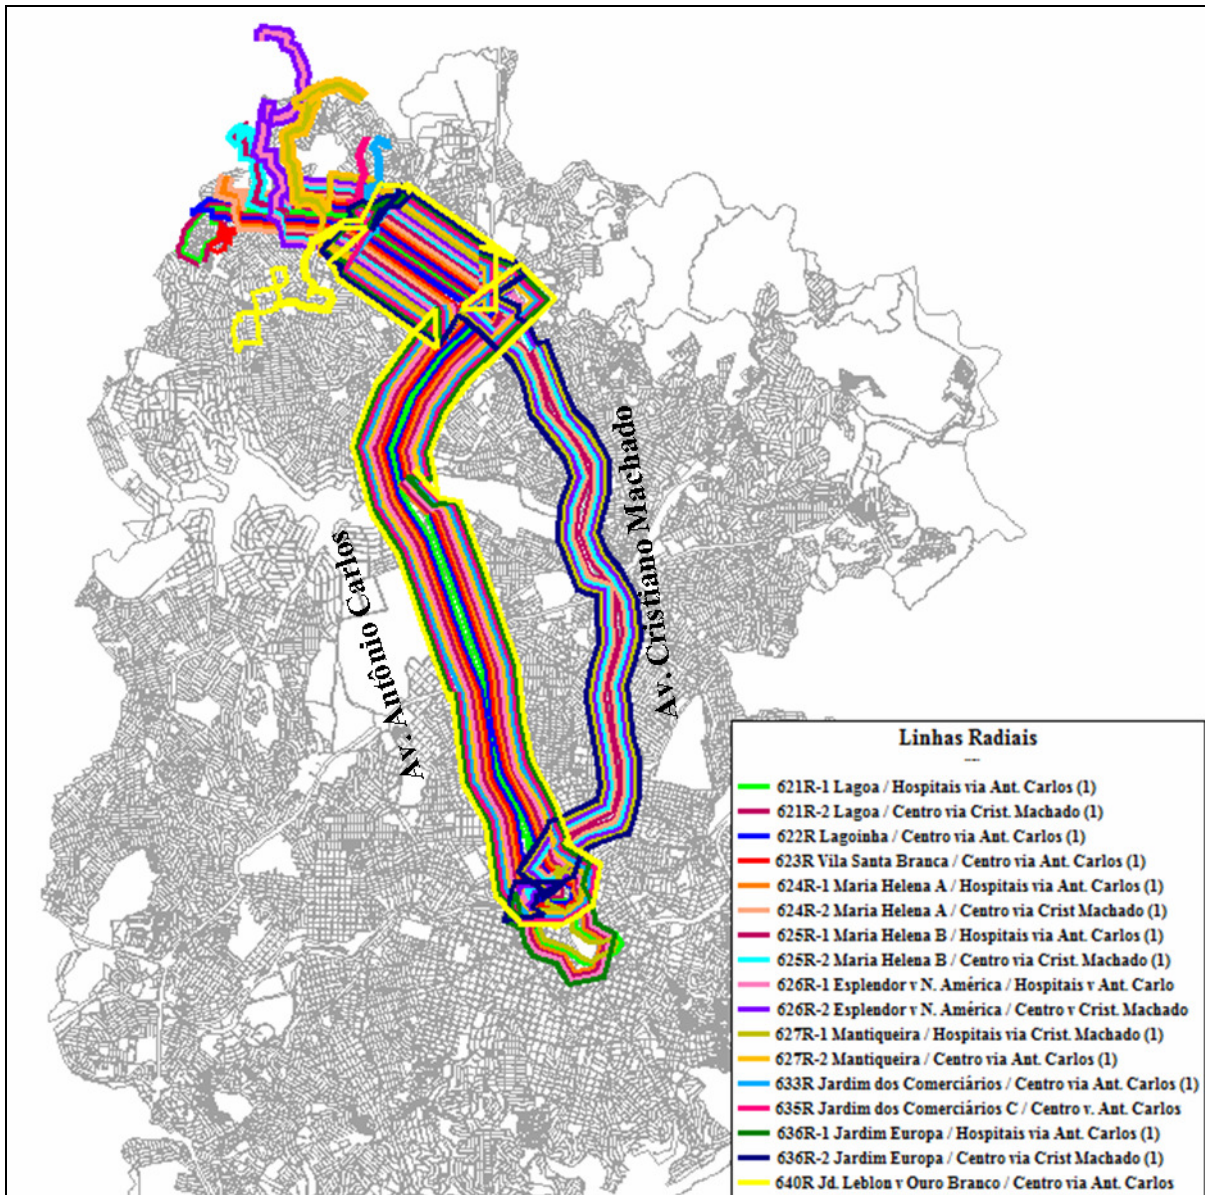 Av. Cristiano Machado
Av. Antônio Carlos
Linhas Radiais
621R-1 Lagoa / Hospitais via Ant. Carlos (1)
621R-2 Lagoa / Centro via Crist. Machado (1)
622R Lagoinha / Centro via Ant. Carlos (1)
623R Vila Santa Branca / Centro via Ant. Carlos (1)
624R-1 Maria Helena A / Hospitais via Ant. Carlos (1)
624R-2 Maria Helena A / Centro via Crist Machado (1)
625R-1 Maria Helena B / Hospitais via Ant. Carlos (1)
625R-2 Maria Helena B / Centro via Crist. Machado (1)
626R-1 Esplendor v N. América / Hospitais v Ant. Carlo
626R-2 Esplendor v N. América / Centro v Crist. Machado
627R-1 Mantiqueira / Hospitais via Crist. Machado (1)
627R-2 Mantiqueira / Centro via Ant. Carlos (1)
633R Jardim dos Comerciários / Centro via Ant. Carlos (1)
635R Jardim dos Comerciários C / Centro v. Ant. Carlos
636R-1 Jardim Europa / Hospitais via Ant. Carlos (1)
636R-2 Jardim Europa / Centro via Crist Machado (1)
640R Jd. Leblon v Ouro Branco / Centro via Ant. Carlos